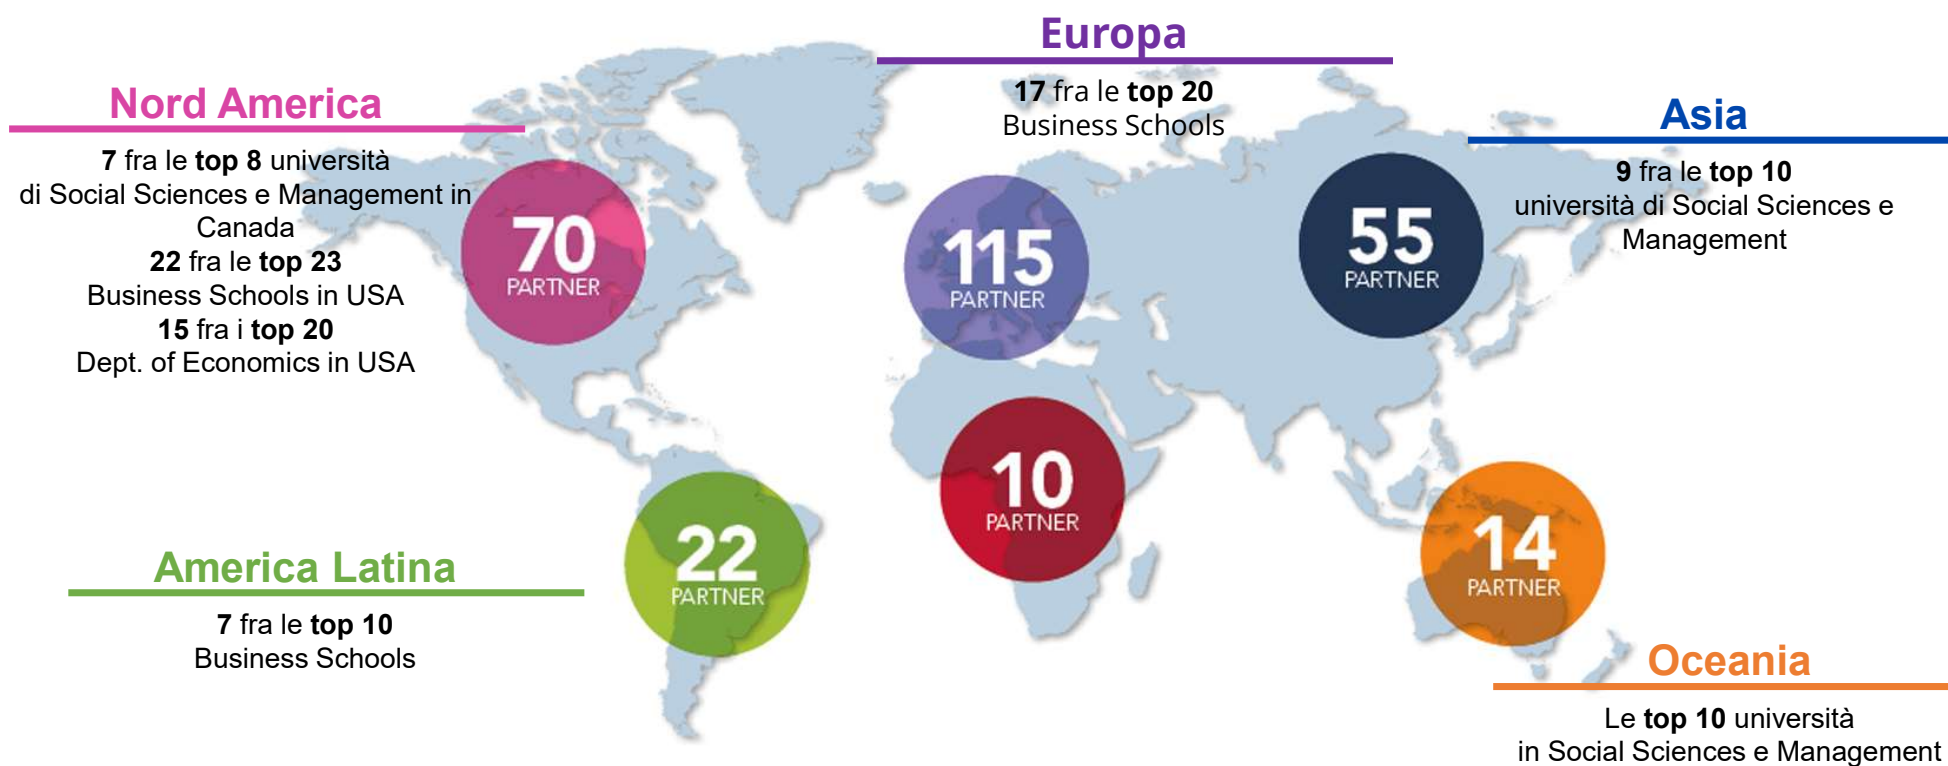 Europa
17 fra le top 20
Business Schools
Nord America
7 fra le top 8 università
di Social Sciences e Management in
Canada
22 fra le top 23
Business Schools in USA
15 fra i top 20
Dept. of Economics in USA
Asia
9 fra le top 10
università di Social Sciences e
Management
70
PARTNER
115
PARTNER
55
PARTNER
10
PARTNER
22
PARTNER
14
PARTNER
America Latina
7 fra le top 10
Business Schools
Oceania
Le top 10 università
in Social Sciences e Management